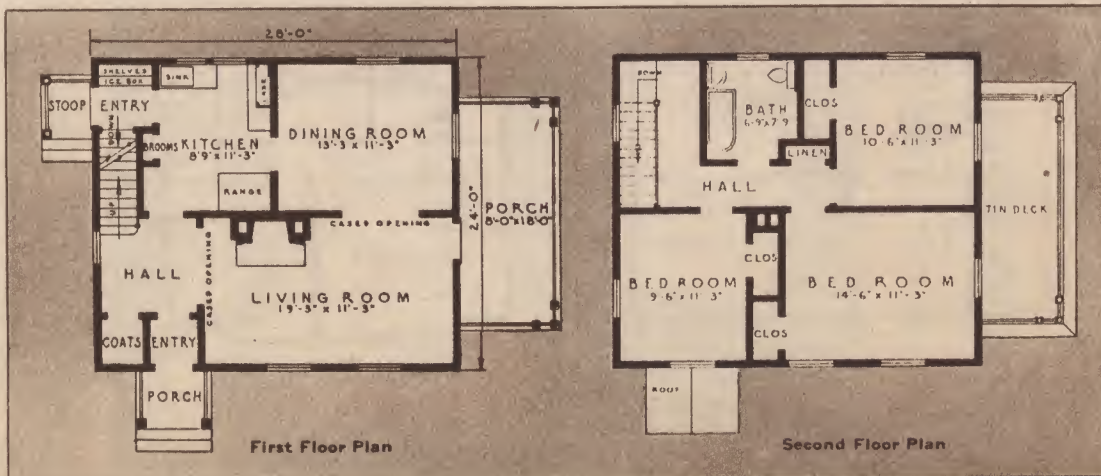 28'-0"
SHELVES
ICE BOX
SINK
STOOP
ENTRY
DOWN
BROOMS
KITCHEN
8'9" x 11'-3"
DINING ROOM
13'-3 x 11'-3"
RANGE
UP
CASED OPENING
PORCH
8'-0" x 18'-0"
24'-0"
HALL
CASED OPENING
LIVING ROOM
19'-3" x 11'-3"
COATS
ENTRY
PORCH
First Floor Plan
DOWN
BATH
6-9 x 7-9
CLOS
BED ROOM
10'-6" x 11'-3"
LINEN
HALL
TIN DECK
BED ROOM
9'-6" x 11'-3"
CLOS
BED ROOM
14'-6" x 11'-3"
CLOS
ROOF
Second Floor Plan